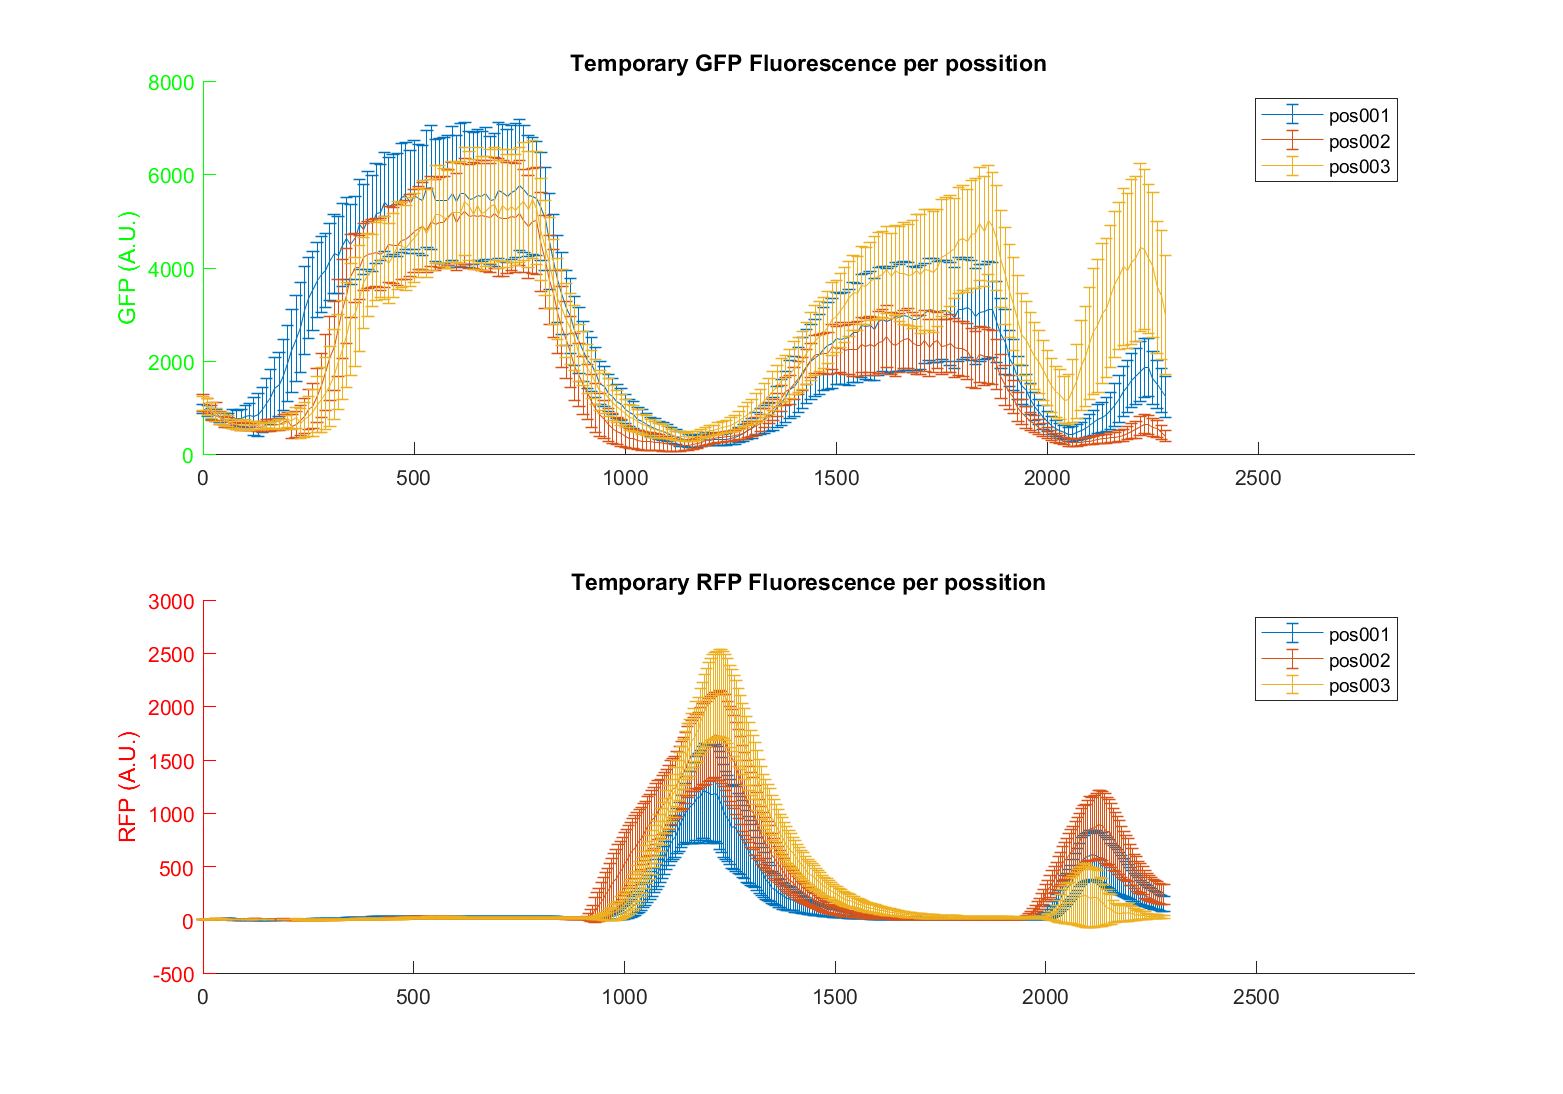 Temporary GFP Fluorescence per possition
8000
6000
4000
2000
0
GFP (A.U.)
0 500 1000 1500 2000 2500
pos001
pos002
pos003
Temporary RFP Fluorescence per possition
3000
2500
2000
1500
1000
500
0
-500
RFP (A.U.)
0 500 1000 1500 2000 2500
pos001
pos002
pos003